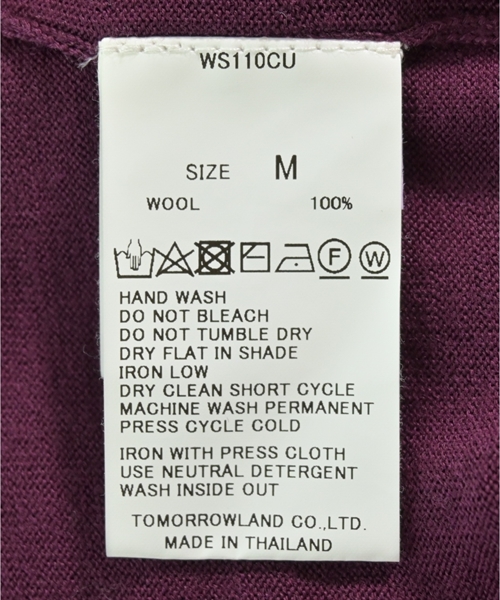 WS110CU
SIZE M
WOOL 100%
F W
HAND WASH
DO NOT BLEACH
DO NOT TUMBLE DRY
DRY FLAT IN SHADE
IRON LOW
DRY CLEAN SHORT CYCLE
MACHINE WASH PERMANENT
PRESS CYCLE COLD
IRON WITH PRESS CLOTH
USE NEUTRAL DETERGENT
WASH INSIDE OUT
TOMORROWLAND CO.,LTD.
MADE IN THAILAND